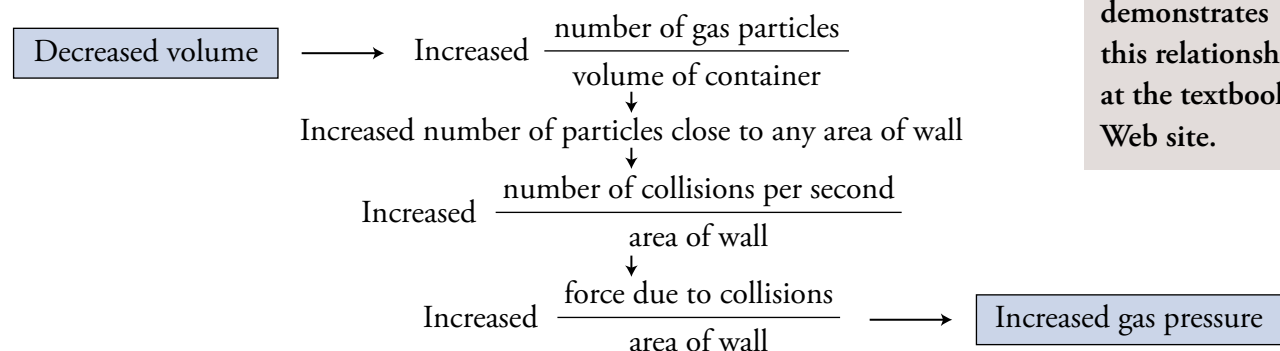 Decreased volume
Increased number of gas particles
volume of container
Increased number of particles close to any area of wall
Increased number of collisions per second
area of wall
Increased force due to collisions
area of wall
Increased gas pressure
demonstrates
this relationsh
at the textbook
Web site.